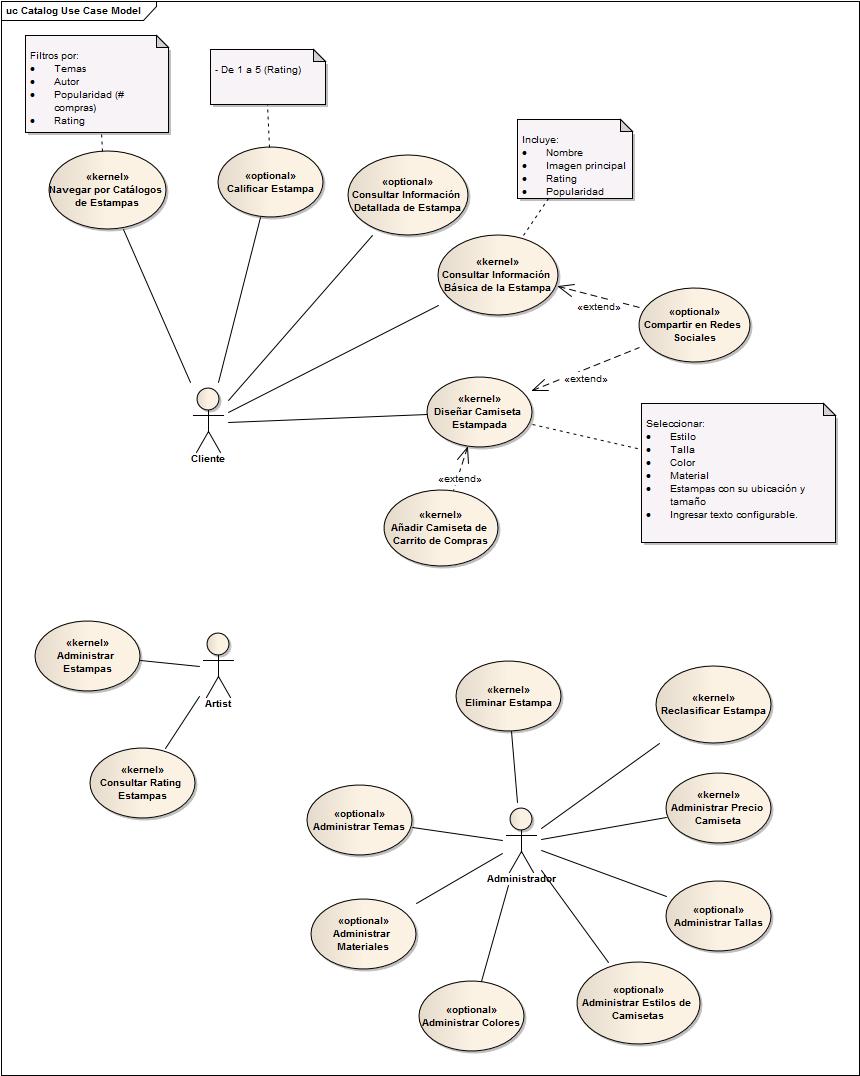 uc Catalog Use Case Model
Filtros por:
• Temas
• Autor
• Popularidad (#
compras)
• Rating
- De 1 a 5 (Rating)
Incluye:
• Nombre
• Imagen principal
• Rating
• Popularidad
«kernel»
Navegar por Catálogos
de Estampas
«optional»
Calificar Estampa
«optional»
Consultar Información
Detallada de Estampa
«kernel»
Consultar Información
Básica de la Estampa
«extend»
«optional»
Compartir en Redes
Sociales
«extend»
«kernel»
Diseñar Camiseta
Estampada
Cliente
Seleccionar:
• Estilo
• Talla
• Color
• Material
• Estampas con su ubicación y
tamaño
• Ingresar texto configurable.
«extend»
«kernel»
Añadir Camiseta de
Carrito de Compras
«kernel»
Administrar
Estampas
Artist
«kernel»
Consultar Rating
Estampas
«kernel»
Eliminar Estampa
«kernel»
Reclasificar Estampa
«optional»
Administrar Temas
«kernel»
Administrar Precio
Camiseta
Administrador
«optional»
Administrar
Materiales
«optional»
Administrar Tallas
«optional»
Administrar Colores
«optional»
Administrar Estilos de
Camisetas